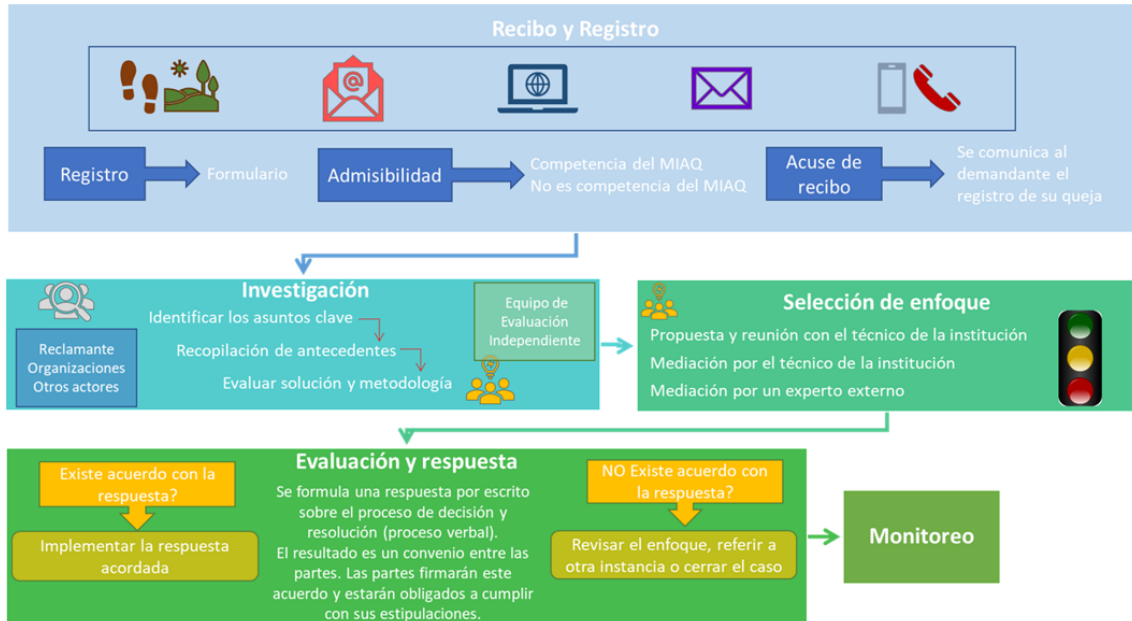 Recibo y Registro
@
Registro
Formulario
Admisibilidad
Competencia del MIAQ
No es competencia del MIAQ
Acuse de
recibo
Se comunica al
demandante el
registro de su queja
Investigación
Reclamante
Organizaciones
Otros actores
Identificar los asuntos clave
Recopilación de antecedentes
Evaluar solución y metodología
Equipo de
Evaluación
Independiente
Selección de enfoque
Propuesta y reunión con el técnico de la institución
Mediación por el técnico de la institución
Mediación por un experto externo
Evaluación y respuesta
Existe acuerdo con la
respuesta?
Implementar la respuesta
acordada
Se formula una respuesta por escrito
sobre el proceso de decisión y
resolución (proceso verbal).
El resultado es un convenio entre las
partes. Las partes firmarán este
acuerdo y estarán obligados a cumplir
con sus estipulaciones.
NO Existe acuerdo con
la respuesta?
Revisar el enfoque, referir a
otra instancia o cerrar el caso
Monitoreo